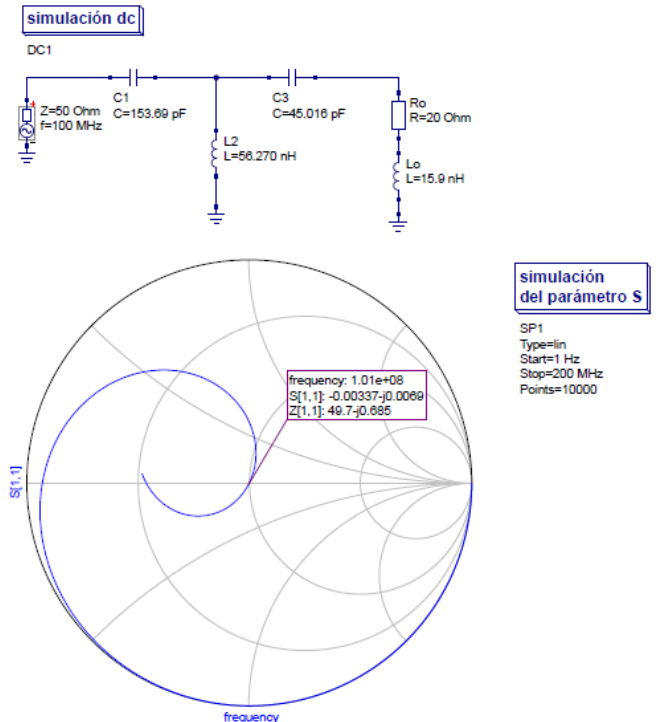 simulación dc
DC1
Z=50 Ohm
f=100 MHz
C1
C=153.69 pF
L2
L=56.270 nH
C3
C=45.016 pF
Ro
R=20 Ohm
Lo
L=15.9 nH
simulación
del parámetro S
SP1
Type=lin
Start=1 Hz
Stop=200 MHz
Points=10000
frequency: 1.01e+08
S[1,1]: -0.00337-j0.0069
Z[1,1]: 49.7-j0.685
S[1,1]
frequency